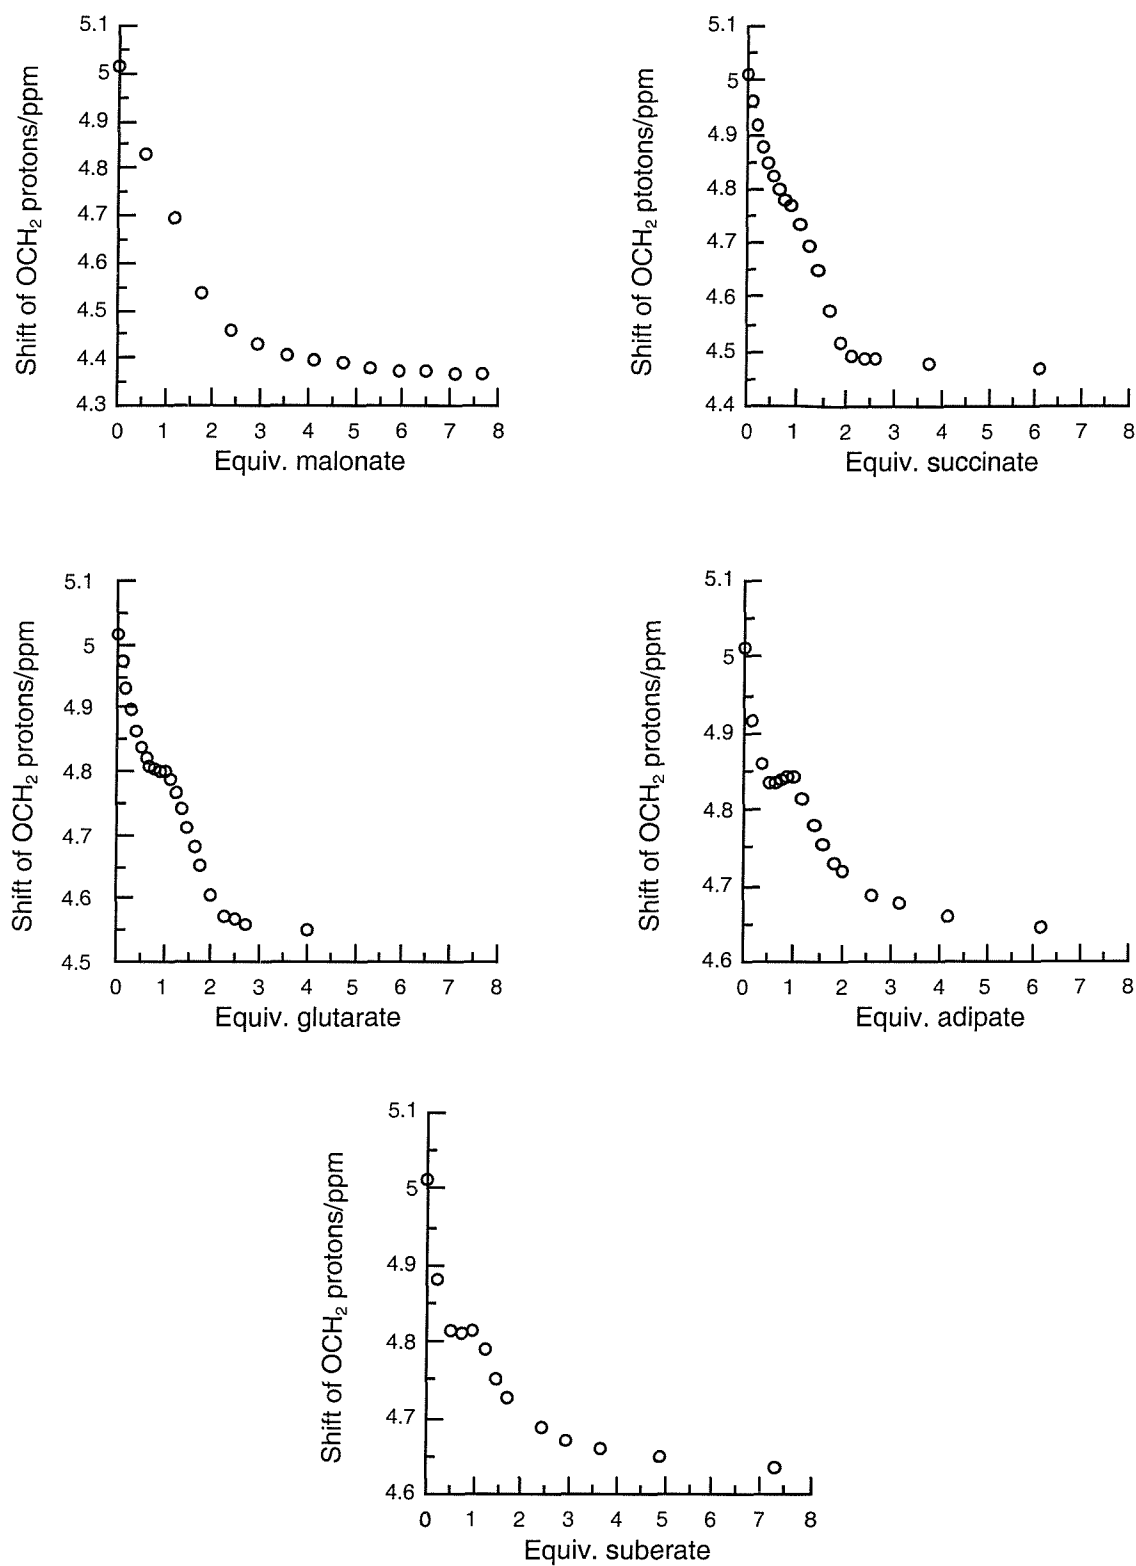 5.1
5
4.9
4.8
4.7
4.6
4.5
4.4
4.3
Shift of OCH₂ protons/ppm
0 1 2 3 4 5 6 7 8
Equiv. malonate
5.1
5
4.9
4.8
4.7
4.6
4.5
4.4
Shift of OCH₂ ptotons/ppm
0 1 2 3 4 5 6 7 8
Equiv. succinate
5.1
5
4.9
4.8
4.7
4.6
4.5
Shift of OCH₂ protons/ppm
0 1 2 3 4 5 6 7 8
Equiv. glutarate
5.1
5
4.9
4.8
4.7
4.6
Shift of OCH₂ protons/ppm
0 1 2 3 4 5 6 7 8
Equiv. adipate
5.1
5
4.9
4.8
4.7
4.6
Shift of OCH₂ protons/ppm
0 1 2 3 4 5 6 7 8
Equiv. suberate